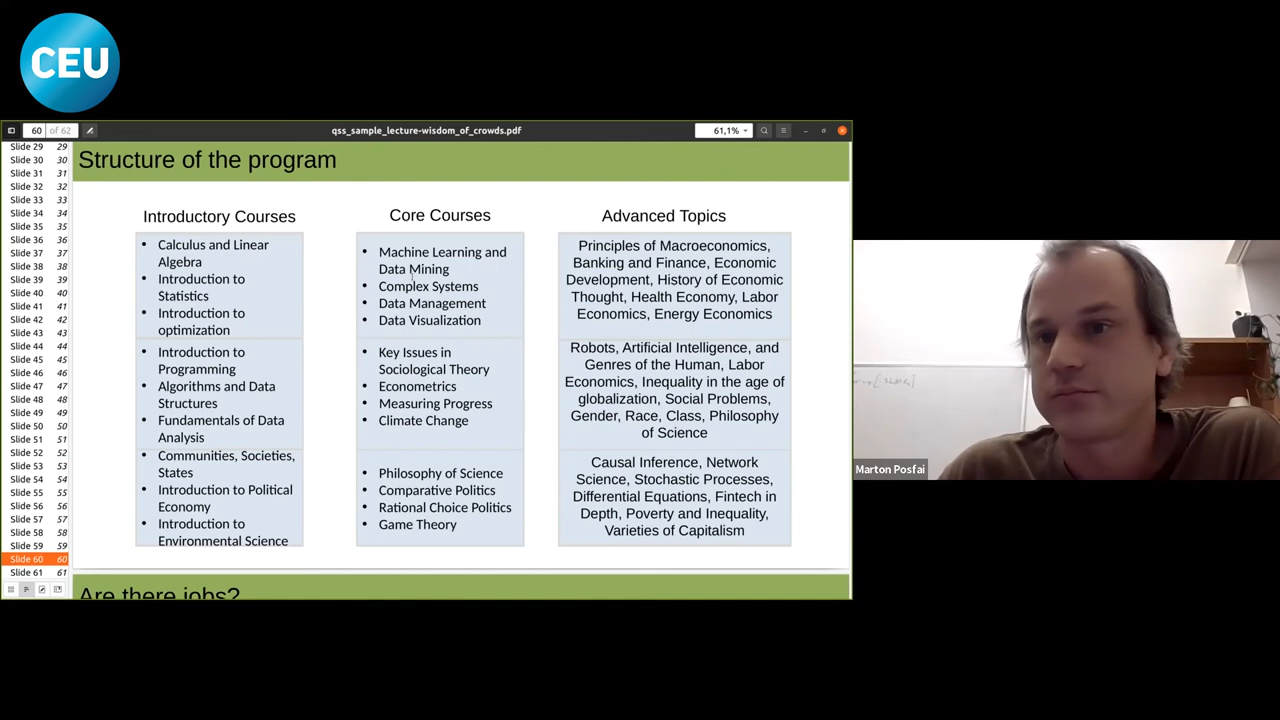 CEU
60 of 62
qss_sample_lecture-wisdom_of_crowds.pdf
61,1%
Slide 29 29
Slide 30 30
Slide 31 31
Slide 32 32
Slide 33 33
Slide 34 34
Slide 35 35
Slide 36 36
Slide 37 37
Slide 38 38
Slide 39 39
Slide 40 40
Slide 41 41
Slide 42 42
Slide 43 43
Slide 44 44
Slide 45 45
Slide 46 46
Slide 47 47
Slide 48 48
Slide 49 49
Slide 50 50
Slide 51 51
Slide 52 52
Slide 53 53
Slide 54 54
Slide 55 55
Slide 56 56
Slide 57 57
Slide 58 58
Slide 59 59
Slide 60 60
Slide 61 61
Structure of the program
Introductory Courses
• Calculus and Linear
Algebra
• Introduction to
Statistics
• Introduction to
optimization
• Introduction to
Programming
• Algorithms and Data
Structures
• Fundamentals of Data
Analysis
• Communities, Societies,
States
• Introduction to Political
Economy
• Introduction to
Environmental Science
Core Courses
• Machine Learning and
Data Mining
• Complex Systems
• Data Management
• Data Visualization
• Key Issues in
Sociological Theory
• Econometrics
• Measuring Progress
• Climate Change
• Philosophy of Science
• Comparative Politics
• Rational Choice Politics
• Game Theory
Advanced Topics
Principles of Macroeconomics,
Banking and Finance, Economic
Development, History of Economic
Thought, Health Economy, Labor
Economics, Energy Economics
Robots, Artificial Intelligence, and
Genres of the Human, Labor
Economics, Inequality in the age of
globalization, Social Problems,
Gender, Race, Class, Philosophy
of Science
Causal Inference, Network
Science, Stochastic Processes,
Differential Equations, Fintech in
Depth, Poverty and Inequality,
Varieties of Capitalism
Are there jobs?
Marton Posfai